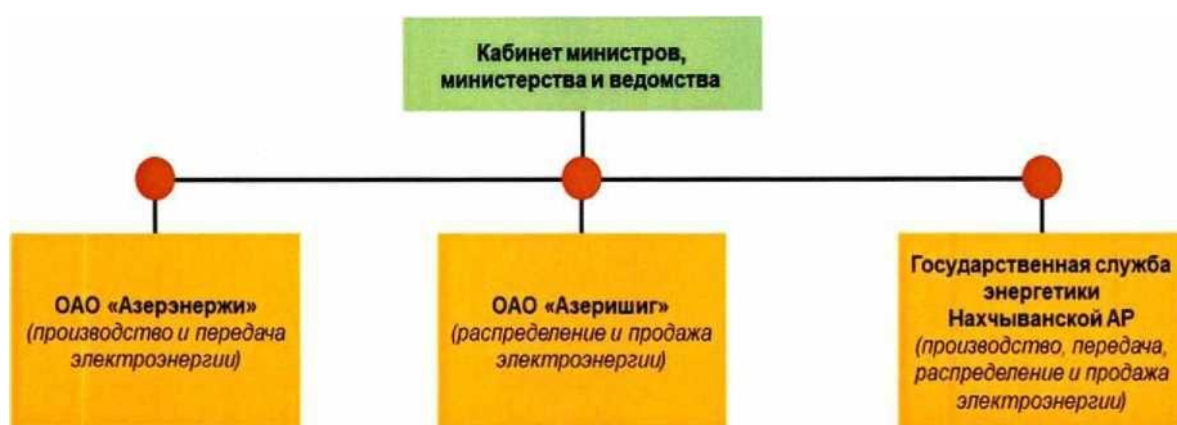 Кабинет министров,
министерства и ведомства
ОАО «Азерэнержи»
(производство и передача
электроэнергии)
ОАО «Азеришиг»
(распределение и продажа
электроэнергии)
Государственная служба
энергетики
Нахчыванской АР
(производство, передача,
распределение и продажа
электроэнергии)